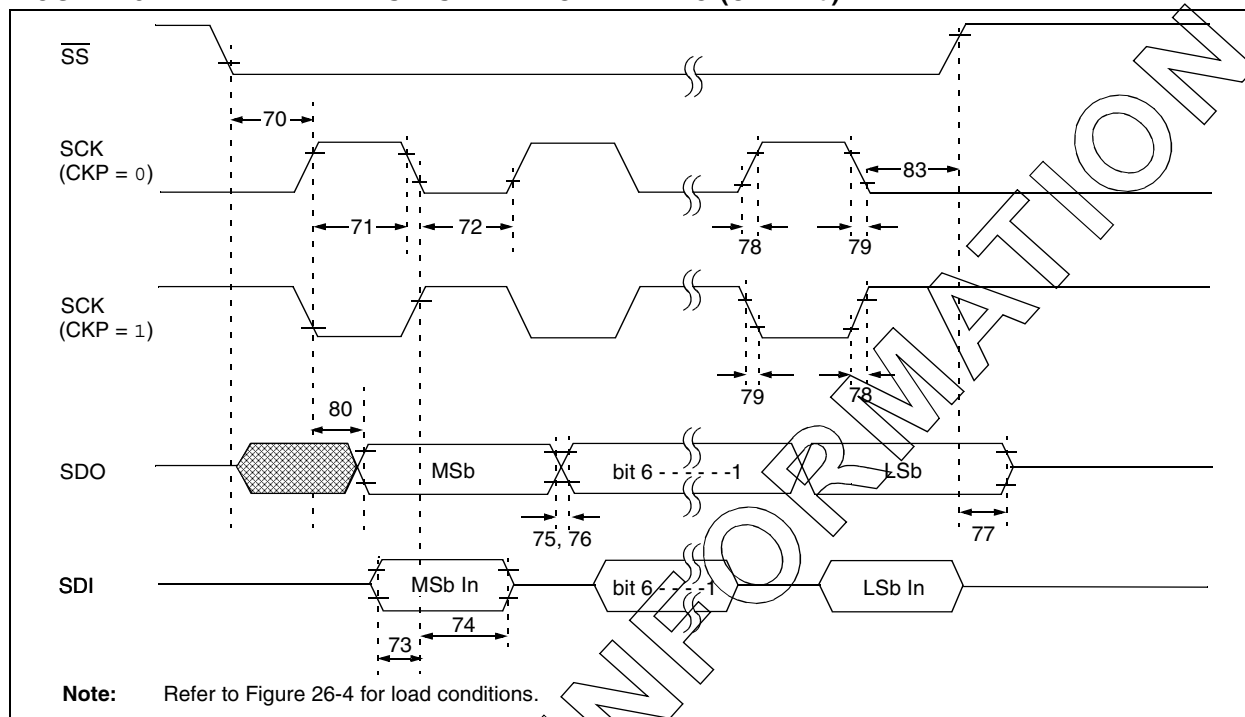 SS
70
SCK
(CKP = 0)
83
71
72
78
79
SCK
(CKP = 1)
79
78
80
SDO
MSb
bit 6 - - - - - -1
LSb
75, 76
77
SDI
MSb In
bit 6 - - - - -1
LSb In
74
73
Note: Refer to Figure 26-4 for load conditions.
INFORMATION